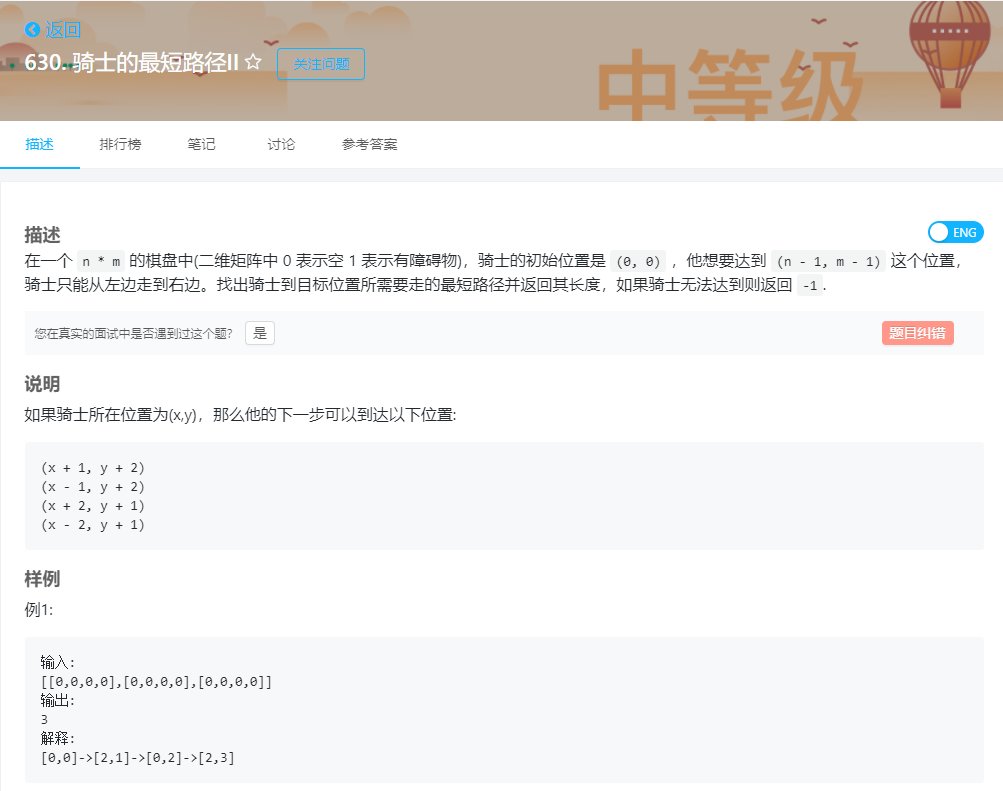 返回
630. 骑士的最短路径II ☆ 关注问题
中等级
描述 排行榜 笔记 讨论 参考答案
描述
ENG
在一个 n * m 的棋盘中(二维矩阵中 0 表示空 1 表示有障碍物)，骑士的初始位置是 (0, 0) ，他想要达到 (n - 1, m - 1) 这个位置，
骑士只能从左边走到右边。找出骑士到目标位置所需要走的最短路径并返回其长度，如果骑士无法达到则返回 -1 .
您在真实的面试中是否遇到过这个题? 是 题目纠错
说明
如果骑士所在位置为(x,y)，那么他的下一步可以到达以下位置:
(x + 1, y + 2)
(x - 1, y + 2)
(x + 2, y + 1)
(x - 2, y + 1)
样例
例1:
输入:
[[0,0,0,0],[0,0,0,0],[0,0,0,0]]
输出:
3
解释:
[0,0]->[2,1]->[0,2]->[2,3]